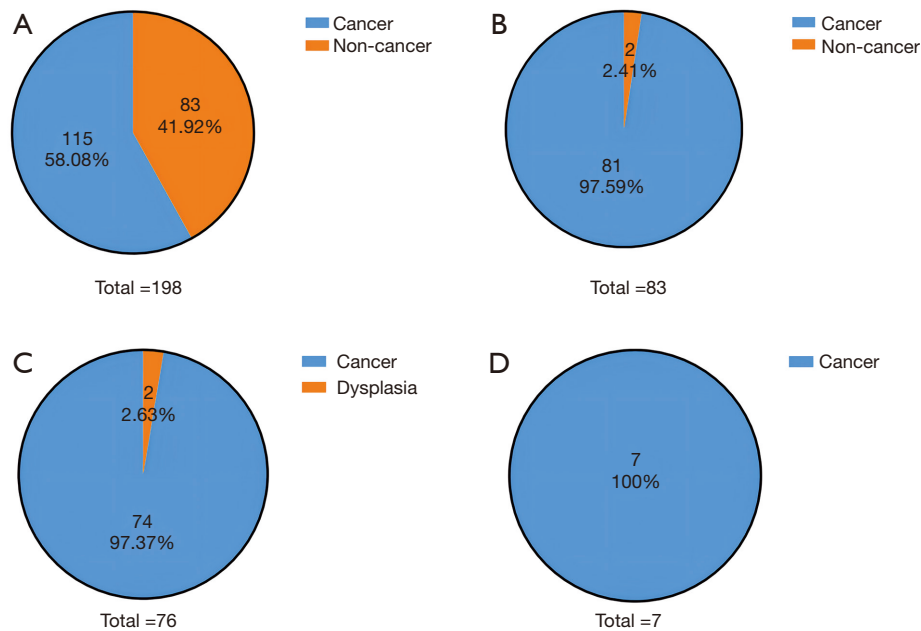 A
Cancer
Non-cancer
83
41.92%
115
58.08%
Total =198
B
Cancer
Non-cancer
2
2.41%
81
97.59%
Total =83
C
Cancer
Dysplasia
2
2.63%
74
97.37%
Total =76
D
Cancer
7
100%
Total =7